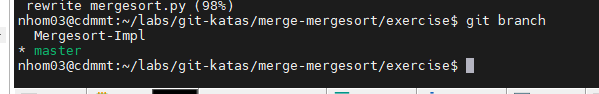 rewrite mergesort.py (98%)
nhom03@cdmmt:~/labs/git-katas/merge-mergesort/exercise$ git branch
Mergesort-Impl
* master
nhom03@cdmmt:~/labs/git-katas/merge-mergesort/exercise$